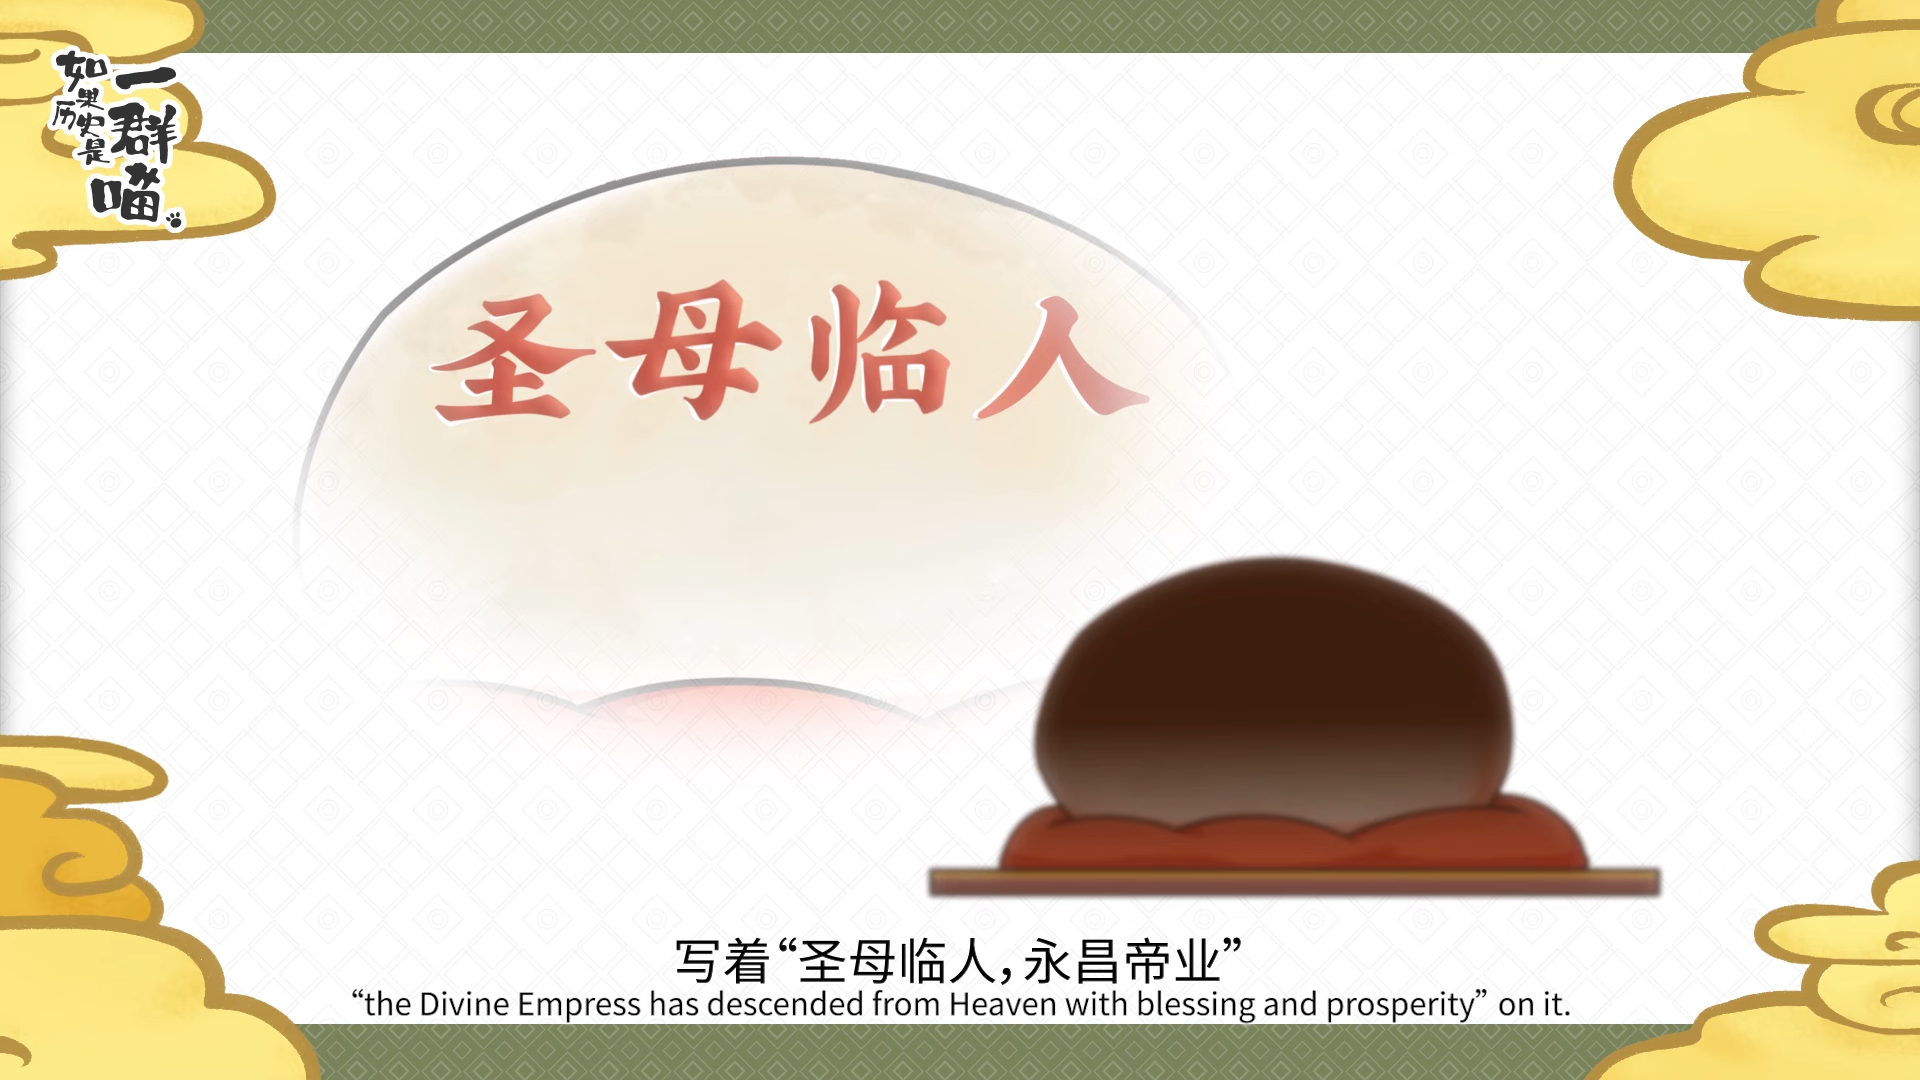 如果历史是
一群喵
圣母临人
写着“圣母临人，永昌帝业”
“the Divine Empress has descended from Heaven with blessing and prosperity” on it.